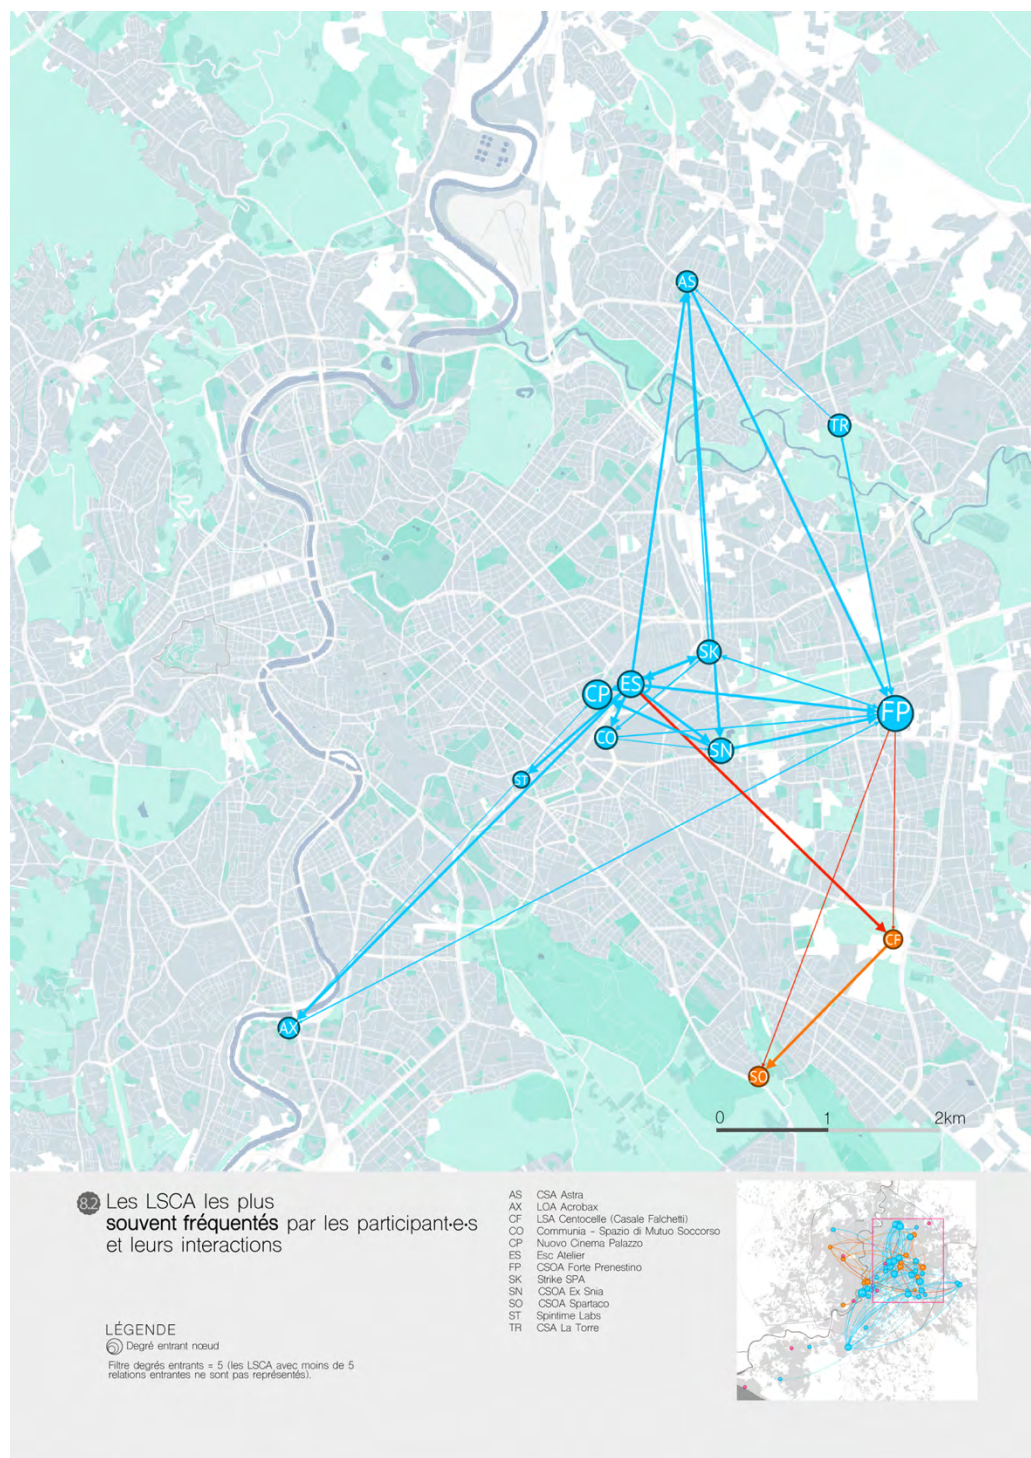 AS
TR
SK
ES
CP
FP
CO
SN
ST
CF
AX
SO
0 1 2km
8.2 Les LSCA les plus
souvent fréquentés par les participant•e•s
et leurs interactions
LÉGENDE
Degré entrant nœud
Filtre degrés entrants = 5 (les LSCA avec moins de 5
relations entrantes ne sont pas représentés).
AS CSA Astra
AX LOA Acrobax
CF LSA Centocelle (Casale Falchetti)
CO Communia - Spazio di Mutuo Soccorso
CP Nuovo Cinema Palazzo
ES Esc Atelier
FP CSOA Forte Prenestino
SK Strike SPA
SN CSOA Ex Snia
SO CSOA Spartaco
ST Spintime Labs
TR CSA La Torre